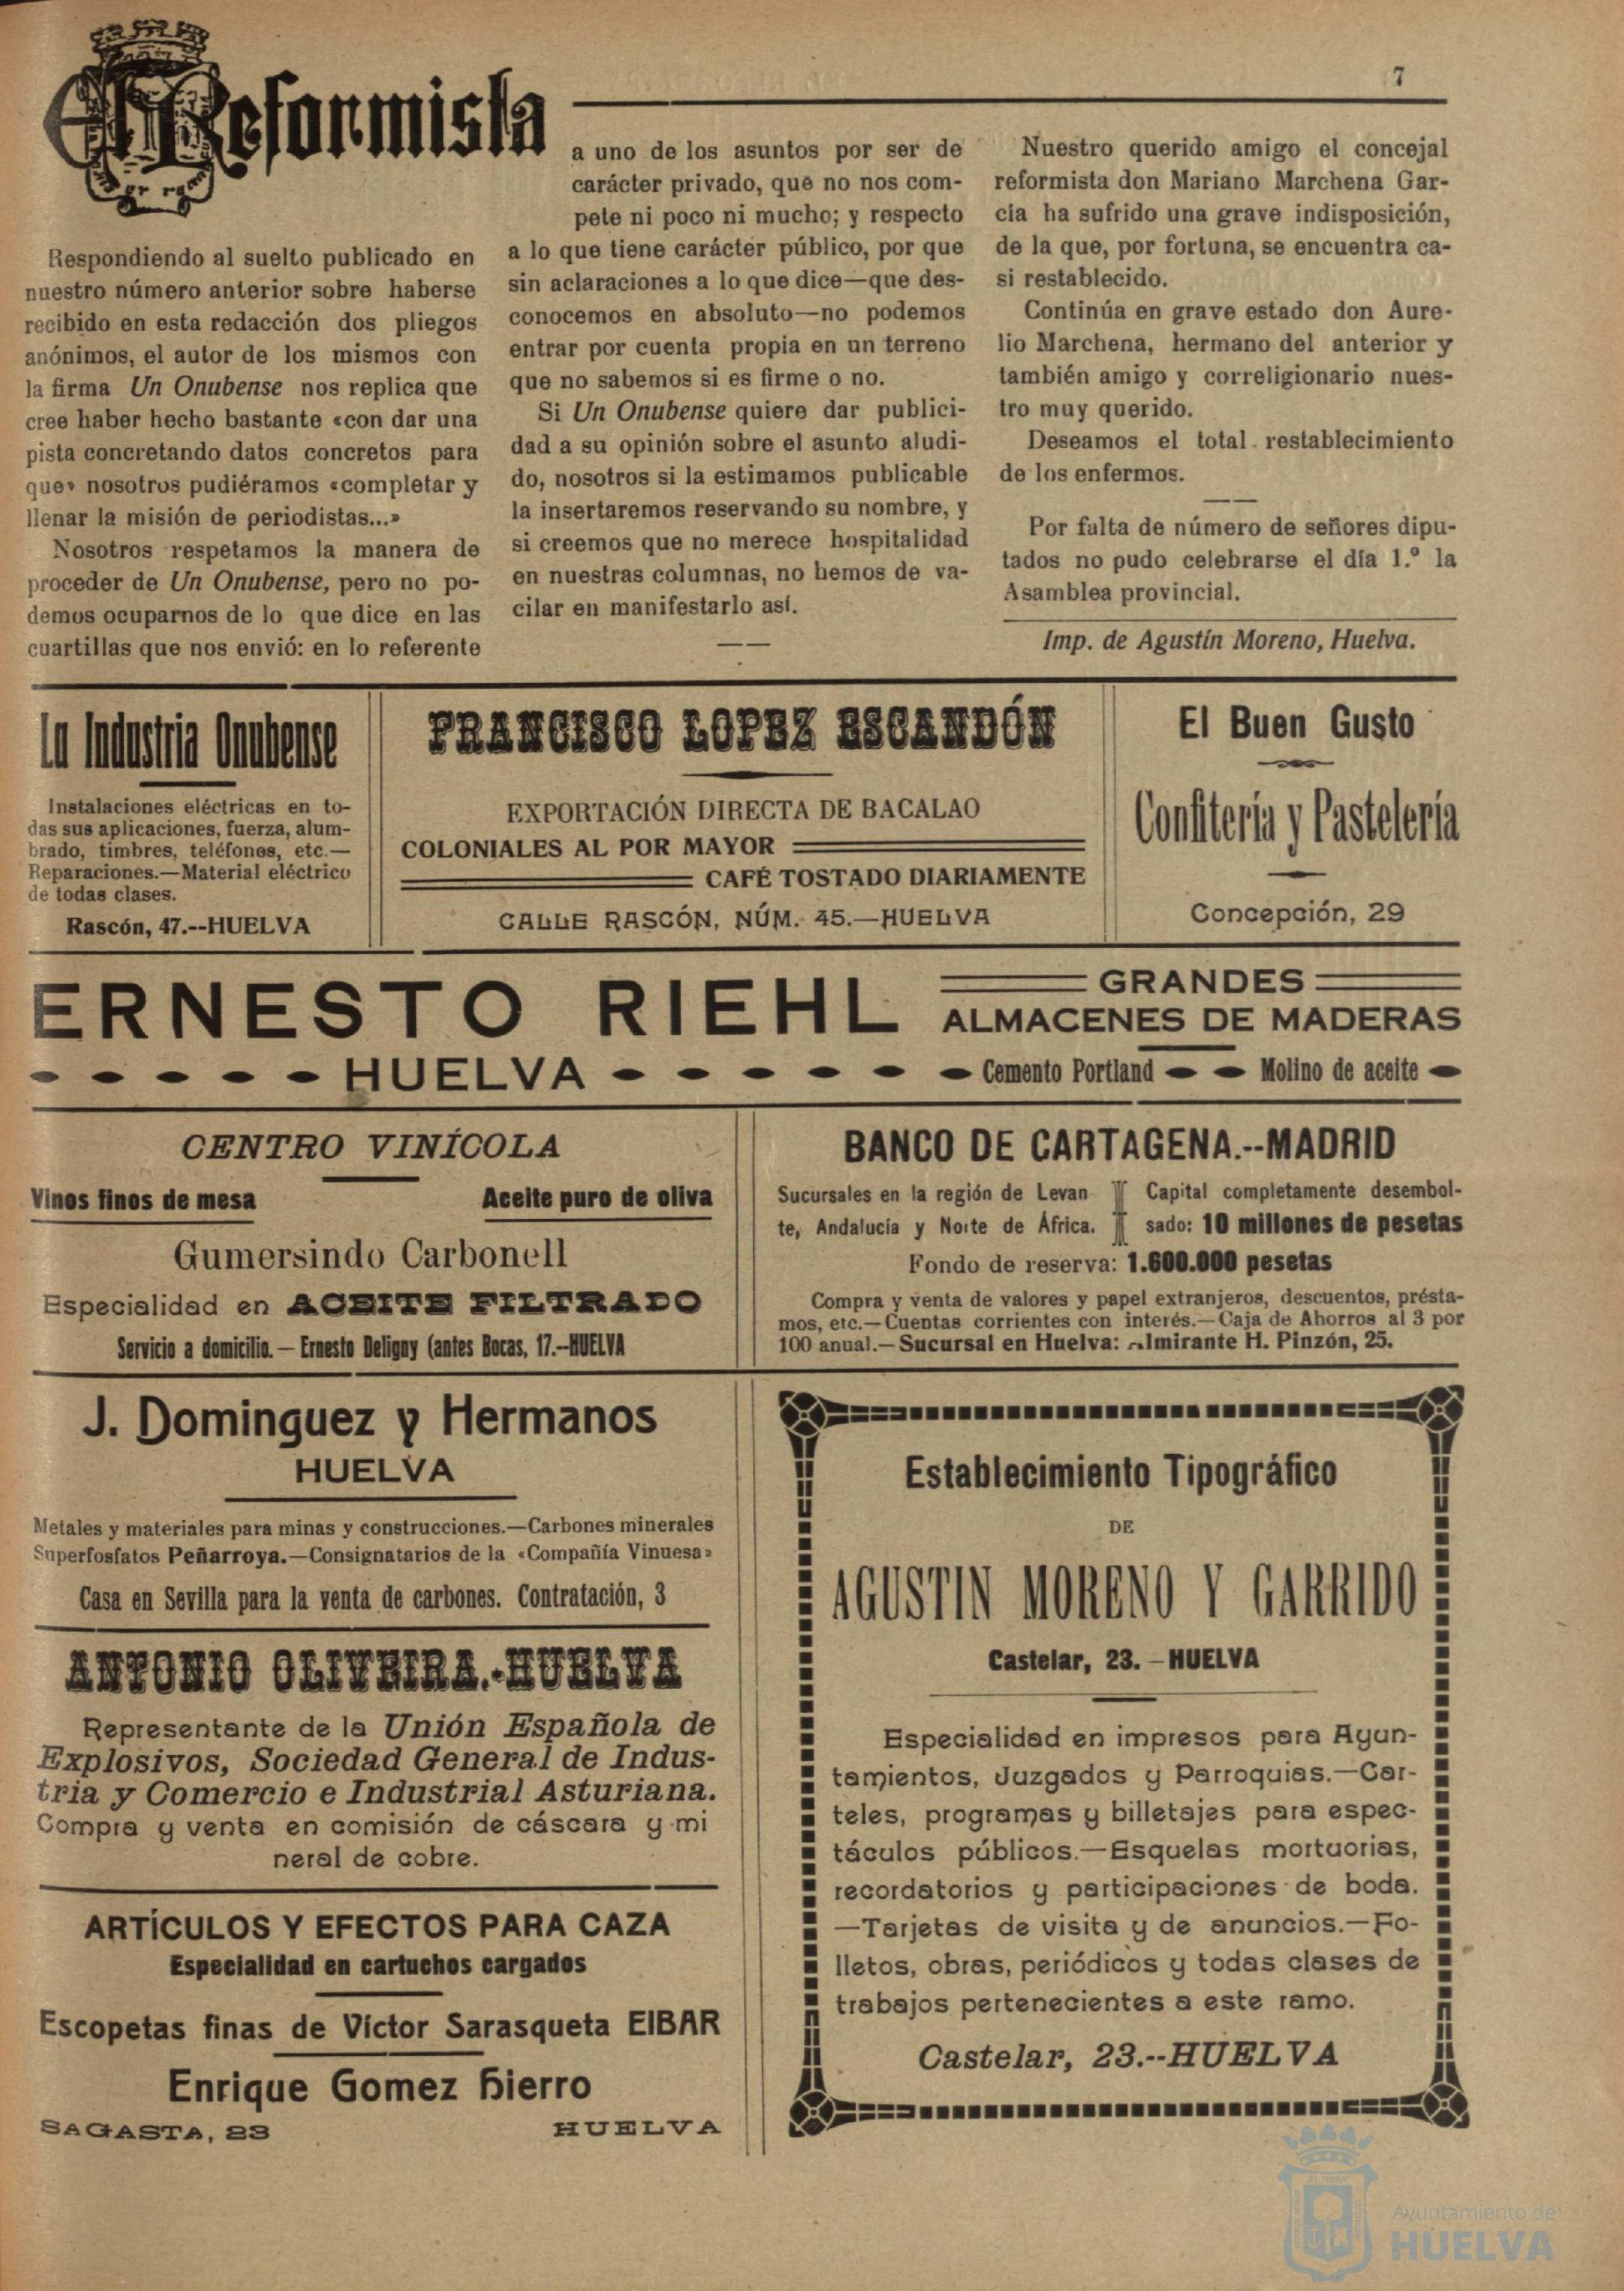 7
El Reformista
Respondiendo al suelto publicado en
nuestro número anterior sobre haberse
recibido en esta redacción dos pliegos
anónimos, el autor de los mismos con
la firma Un Onubense nos replica que
cree haber hecho bastante «con dar una
pista concretando datos concretos para
que» nosotros pudiéramos «completar y
llenar la misión de periodistas...»
Nosotros respetamos la manera de
proceder de Un Onubense, pero no po-
demos ocuparnos de lo que dice en las
cuartillas que nos envió: en lo referente
a uno de los asuntos por ser de
carácter privado, que no nos com-
pete ni poco ni mucho; y respecto
a lo que tiene carácter público, por que
sin aclaraciones a lo que dice—que des-
conocemos en absoluto—no podemos
entrar por cuenta propia en un terreno
que no sabemos si es firme o no.
Si Un Onubense quiere dar publici-
dad a su opinión sobre el asunto aludi-
do, nosotros si la estimamos publicable
la insertaremos reservando su nombre, y
si creemos que no merece hospitalidad
en nuestras columnas, no hemos de va-
cilar en manifestarlo así.
Nuestro querido amigo el concejal
reformista don Mariano Marchena Gar-
cía ha sufrido una grave indisposición,
de la que, por fortuna, se encuentra ca-
si restablecido.
Continúa en grave estado don Aure-
lio Marchena, hermano del anterior y
también amigo y correligionario nues-
tro muy querido.
Deseamos el total restablecimiento
de los enfermos.
Por falta de número de señores dipu-
tados no pudo celebrarse el día 1.º la
Asamblea provincial.
Imp. de Agustín Moreno, Huelva.
La Industria Onubense
Instalaciones eléctricas en to-
das sus aplicaciones, fuerza, alum-
brado, timbres, teléfonos, etc.—
Reparaciones.—Material eléctrico
de todas clases.
Rascón, 47.--HUELVA
FRANCISCO LOPEZ ESCANDÓN
EXPORTACIÓN DIRECTA DE BACALAO
COLONIALES AL POR MAYOR
CAFÉ TOSTADO DIARIAMENTE
CALLE RASCÓN, NÚM. 45.—HUELVA
El Buen Gusto
Confitería y Pastelería
Concepción, 29
ERNESTO RIEHL
HUELVA
GRANDES
ALMACENES DE MADERAS
Cemento Portland — — Molino de aceite —
CENTRO VINÍCOLA
Vinos finos de mesa Aceite puro de oliva
Gumersindo Carbonell
Especialidad en ACEITE FILTRADO
Servicio a domicilio.— Ernesto Deligny (antes Bocas, 17.--HUELVA
BANCO DE CARTAGENA.--MADRID
Sucursales en la región de Levan
te, Andalucía y Norte de África.
Capital completamente desembol-
sado: 10 millones de pesetas
Fondo de reserva: 1.600.000 pesetas
Compra y venta de valores y papel extranjeros, descuentos, présta-
mos, etc.—Cuentas corrientes con interés.—Caja de Ahorros al 3 por
100 anual.—Sucursal en Huelva: Almirante H. Pinzón, 25.
J. Dominguez y Hermanos
HUELVA
Metales y materiales para minas y construcciones.—Carbones minerales
Superfosfatos Peñarroya.—Consignatarios de la «Compañía Vinuesa»
Casa en Sevilla para la venta de carbones. Contratación, 3
ANTONIO OLIVEIRA.-HUELVA
Representante de la Unión Española de
Explosivos, Sociedad General de Indus-
tria y Comercio e Industrial Asturiana.
Compra y venta en comisión de cáscara y mi
neral de cobre.
ARTÍCULOS Y EFECTOS PARA CAZA
Especialidad en cartuchos cargados
Escopetas finas de Víctor Sarasqueta EIBAR
Enrique Gomez Hierro
SAGASTA, 23 HUELVA
Establecimiento Tipográfico
DE
AGUSTIN MORENO Y GARRIDO
Castelar, 23.—HUELVA
Especialidad en impresos para Ayun-
tamientos, Juzgados y Parroquias.—Car-
teles, programas y billetajes para espec-
táculos públicos.—Esquelas mortuorias,
recordatorios y participaciones de boda.
—Tarjetas de visita y de anuncios.—Fo-
lletos, obras, periódicos y todas clases de
trabajos pertenecientes a este ramo.
Castelar, 23.--HUELVA
Ayuntamiento de
HUELVA